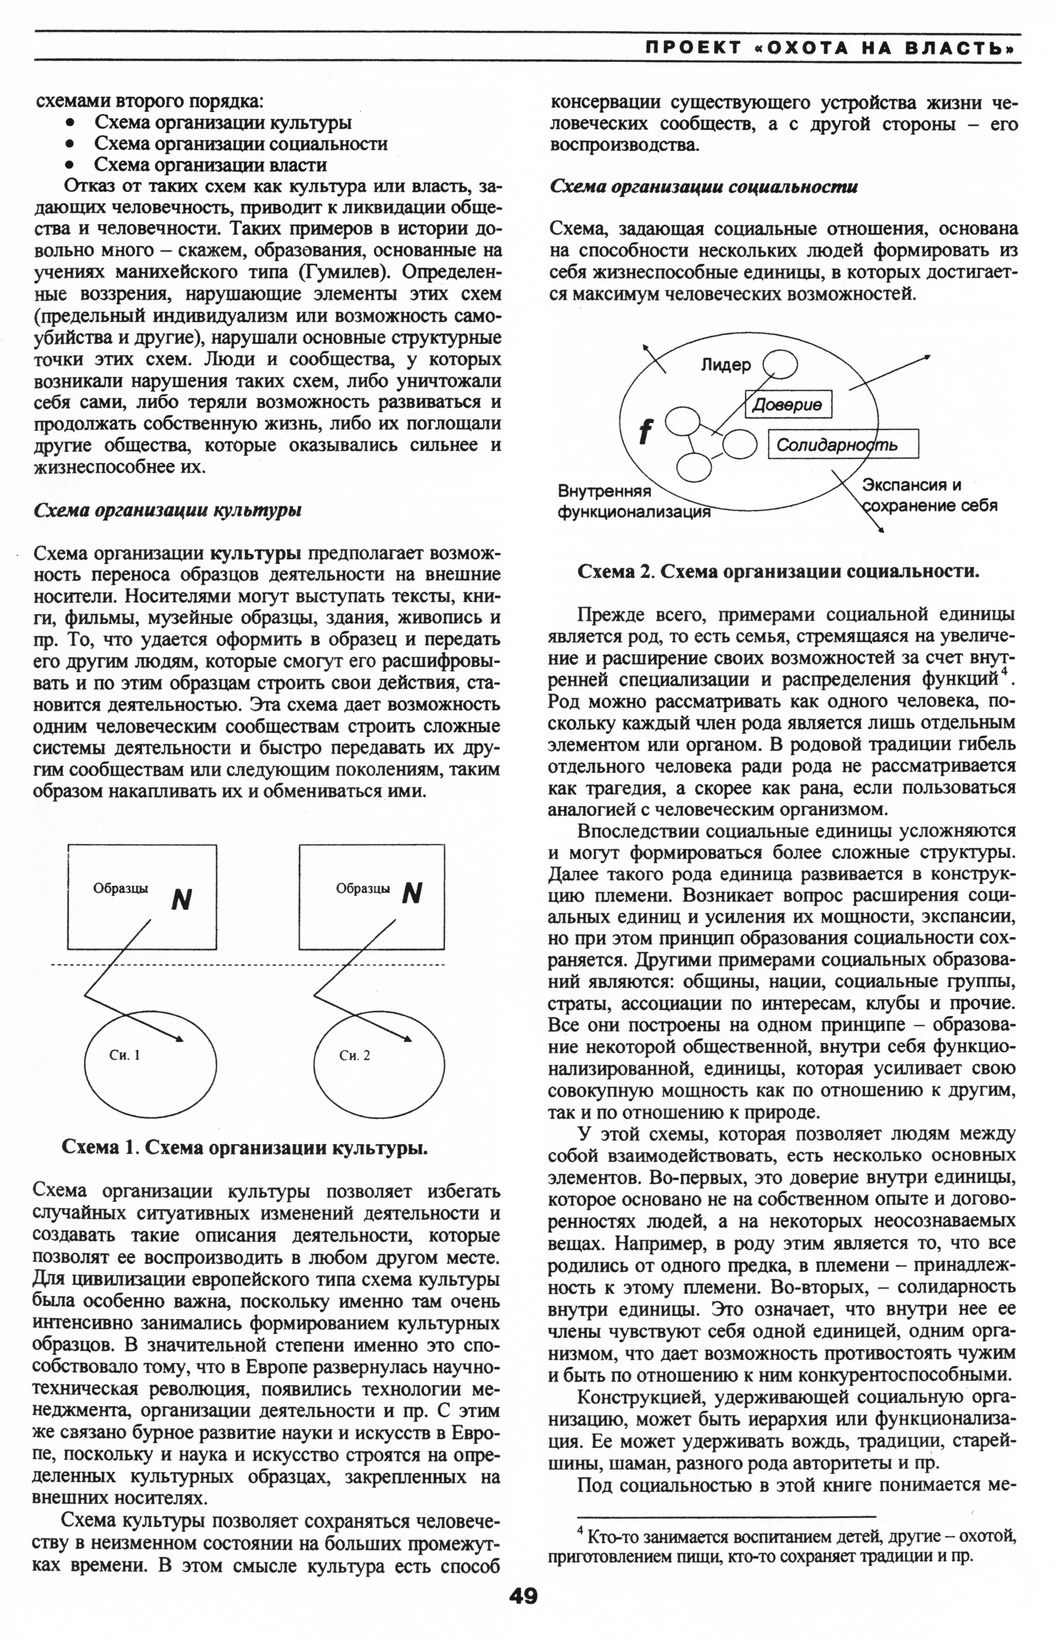 ПРОЕКТ «ОХОТА НА ВЛАСТЬ»
схемами второго порядка:
• Схема организации культуры
• Схема организации социальности
• Схема организации власти
Отказ от таких схем как культура или власть, за-
дающих человечность, приводит к ликвидации обще-
ства и человечности. Таких примеров в истории до-
вольно много – скажем, образования, основанные на
учениях манихейского типа (Гумилев). Определен-
ные воззрения, нарушающие элементы этих схем
(предельный индивидуализм или возможность само-
убийства и другие), нарушали основные структурные
точки этих схем. Люди и сообщества, у которых
возникали нарушения таких схем, либо уничтожали
себя сами, либо теряли возможность развиваться и
продолжать собственную жизнь, либо их поглощали
другие общества, которые оказывались сильнее и
жизнеспособнее их.
Схема организации культуры
Схема организации культуры предполагает возмож-
ность переноса образцов деятельности на внешние
носители. Носителями могут выступать тексты, кни-
ги, фильмы, музейные образцы, здания, живопись и
пр. То, что удается оформить в образец и передать
его другим людям, которые смогут его расшифровы-
вать и по этим образцам строить свои действия, ста-
новится деятельностью. Эта схема дает возможность
одним человеческим сообществам строить сложные
системы деятельности и быстро передавать их дру-
гим сообществам или следующим поколениям, таким
образом накапливать их и обмениваться ими.
Образцы N
Образцы N
Си. 1
Си. 2
Схема 1. Схема организации культуры.
Схема организации культуры позволяет избегать
случайных ситуативных изменений деятельности и
создавать такие описания деятельности, которые
позволят ее воспроизводить в любом другом месте.
Для цивилизации европейского типа схема культуры
была особенно важна, поскольку именно там очень
интенсивно занимались формированием культурных
образцов. В значительной степени именно это спо-
собствовало тому, что в Европе развернулась научно-
техническая революция, появились технологии ме-
неджмента, организации деятельности и пр. С этим
же связано бурное развитие науки и искусств в Евро-
пе, поскольку и наука и искусство строятся на опре-
деленных культурных образцах, закрепленных на
внешних носителях.
Схема культуры позволяет сохраняться человече-
ству в неизменном состоянии на больших промежут-
ках времени. В этом смысле культура есть способ
консервации существующего устройства жизни че-
ловеческих сообществ, а с другой стороны – его
воспроизводства.
Схема организации социальности
Схема, задающая социальные отношения, основана
на способности нескольких людей формировать из
себя жизнеспособные единицы, в которых достигает-
ся максимум человеческих возможностей.
Лидер
Доверие
f
Солидарность
Внутренняя
функционализация
Экспансия и
сохранение себя
Схема 2. Схема организации социальности.
Прежде всего, примерами социальной единицы
является род, то есть семья, стремящаяся на увеличе-
ние и расширение своих возможностей за счет внут-
ренней специализации и распределения функций4.
Род можно рассматривать как одного человека, по-
скольку каждый член рода является лишь отдельным
элементом или органом. В родовой традиции гибель
отдельного человека ради рода не рассматривается
как трагедия, а скорее как рана, если пользоваться
аналогией с человеческим организмом.
Впоследствии социальные единицы усложняются
и могут формироваться более сложные структуры.
Далее такого рода единица развивается в конструк-
цию племени. Возникает вопрос расширения соци-
альных единиц и усиления их мощности, экспансии,
но при этом принцип образования социальности сох-
раняется. Другими примерами социальных образова-
ний являются: общины, нации, социальные группы,
страты, ассоциации по интересам, клубы и прочие.
Все они построены на одном принципе – образова-
ние некоторой общественной, внутри себя функцио-
нализированной, единицы, которая усиливает свою
совокупную мощность как по отношению к другим,
так и по отношению к природе.
У этой схемы, которая позволяет людям между
собой взаимодействовать, есть несколько основных
элементов. Во-первых, это доверие внутри единицы,
которое основано не на собственном опыте и догово-
ренностях людей, а на некоторых неосознаваемых
вещах. Например, в роду этим является то, что все
родились от одного предка, в племени – принадлеж-
ность к этому племени. Во-вторых, – солидарность
внутри единицы. Это означает, что внутри нее ее
члены чувствуют себя одной единицей, одним орга-
низмом, что дает возможность противостоять чужим
и быть по отношению к ним конкурентоспособными.
Конструкцией, удерживающей социальную орга-
низацию, может быть иерархия или функционализа-
ция. Ее может удерживать вождь, традиции, старей-
шины, шаман, разного рода авторитеты и пр.
Под социальностью в этой книге понимается ме-
4 Кто-то занимается воспитанием детей, другие – охотой,
приготовлением пищи, кто-то сохраняет традиции и пр.
49